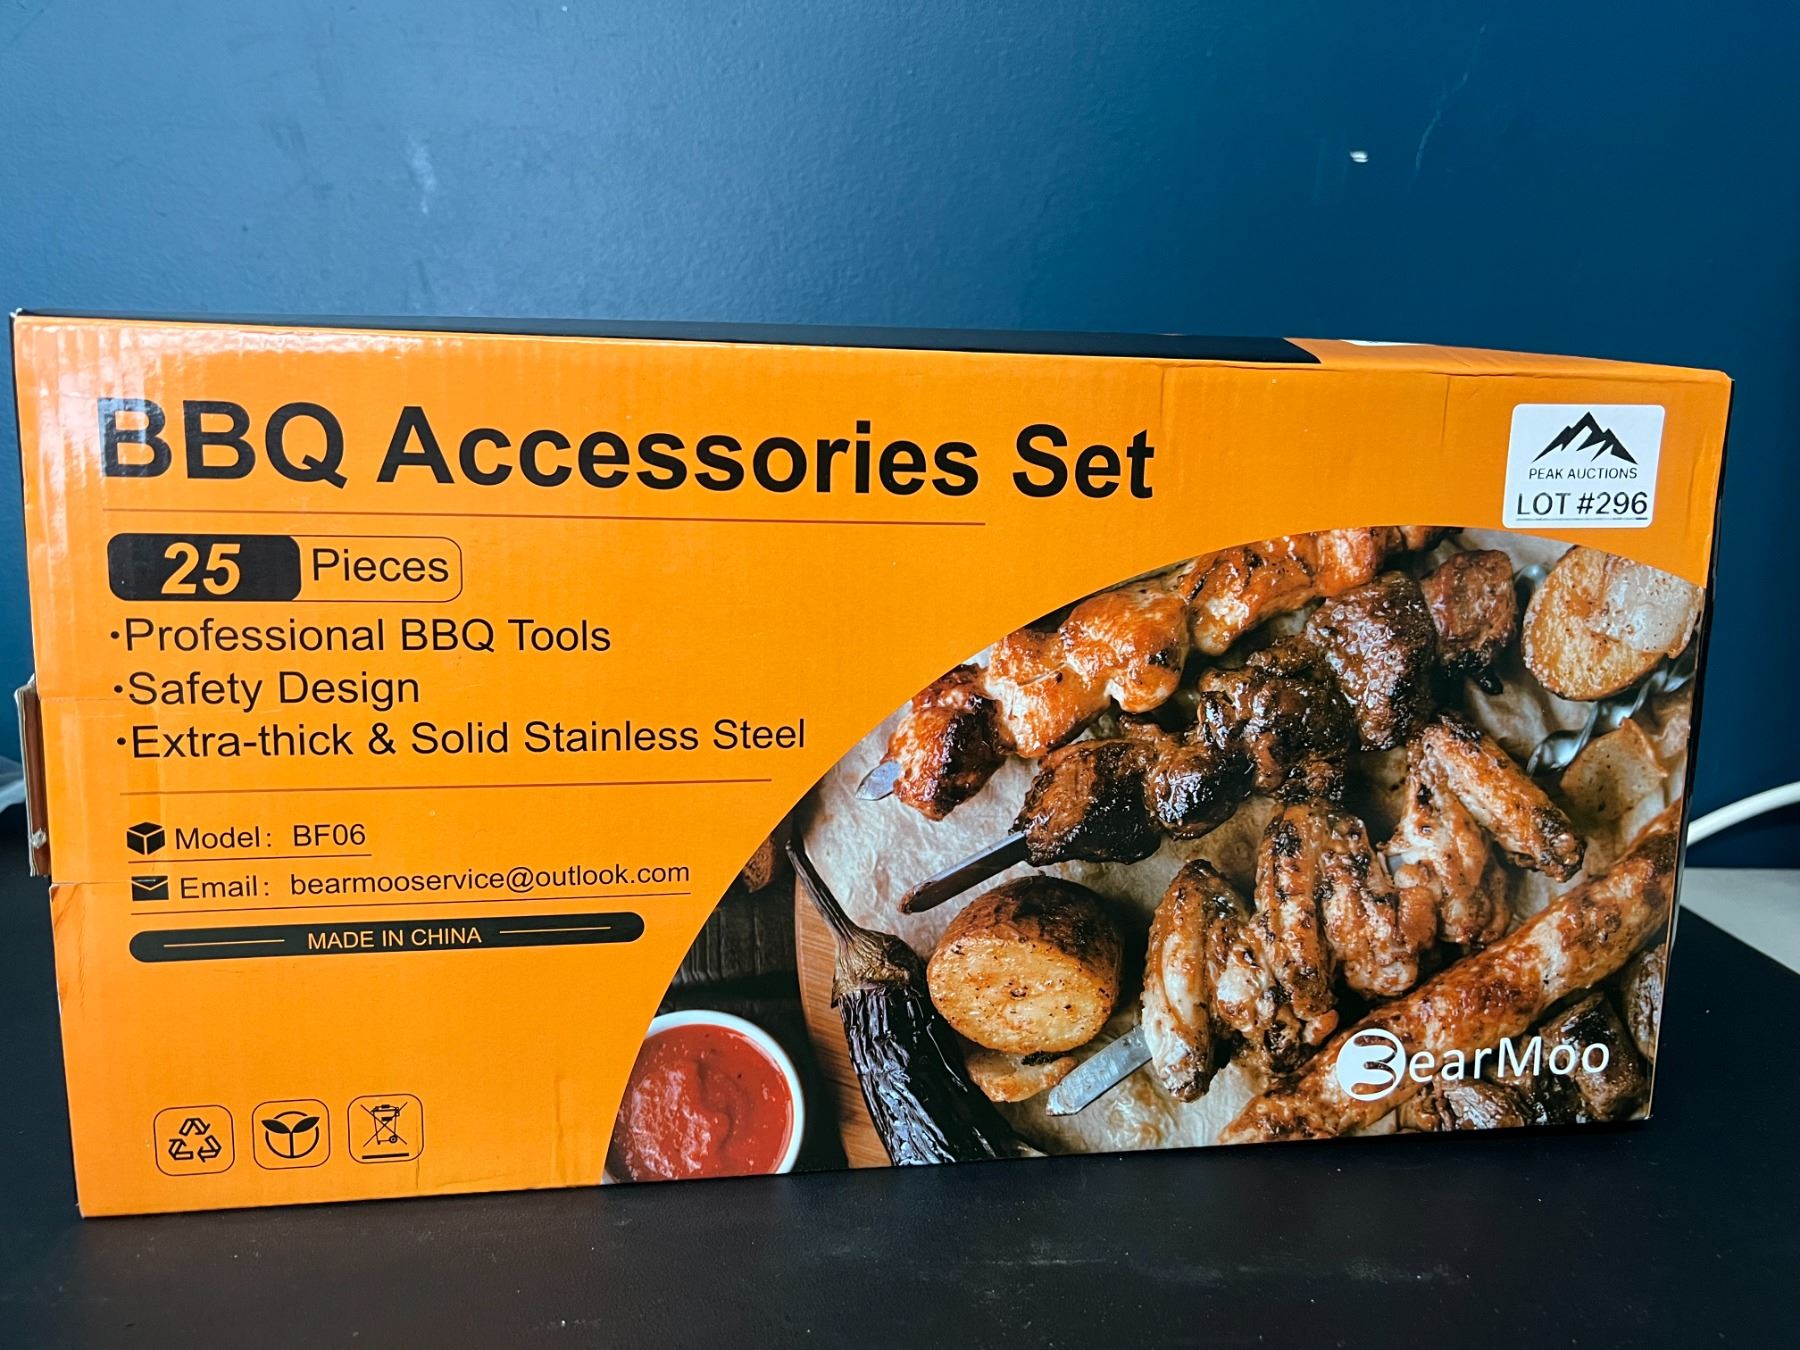 BBQ Accessories Set
PEAK AUCTIONS
LOT #296
25 Pieces
·Professional BBQ Tools
·Safety Design
·Extra-thick & Solid Stainless Steel
Model: BF06
Email: bearmooservice@outlook.com
MADE IN CHINA
BearMoo